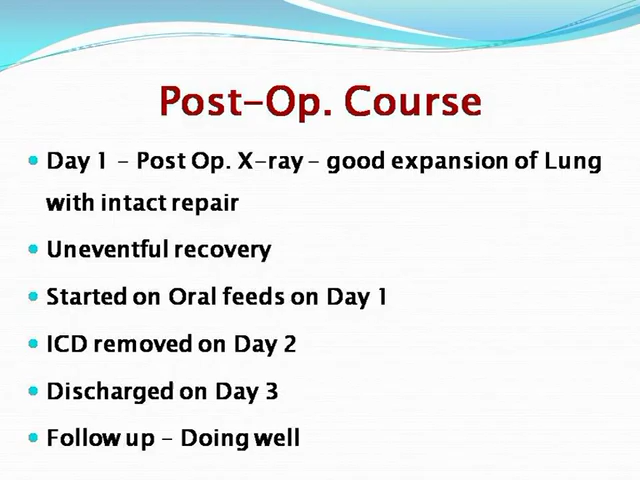 Post-Op. Course
Day 1 - Post Op. X-ray - good expansion of Lung
with intact repair
Uneventful recovery
Started on Oral feeds on Day 1
ICD removed on Day 2
Discharged on Day 3
Follow up - Doing well